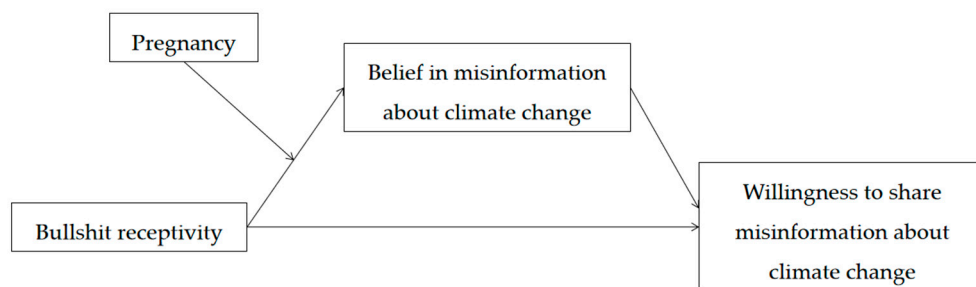 Pregnancy
Belief in misinformation
about climate change
Bullshit receptivity
Willingness to share
misinformation about
climate change